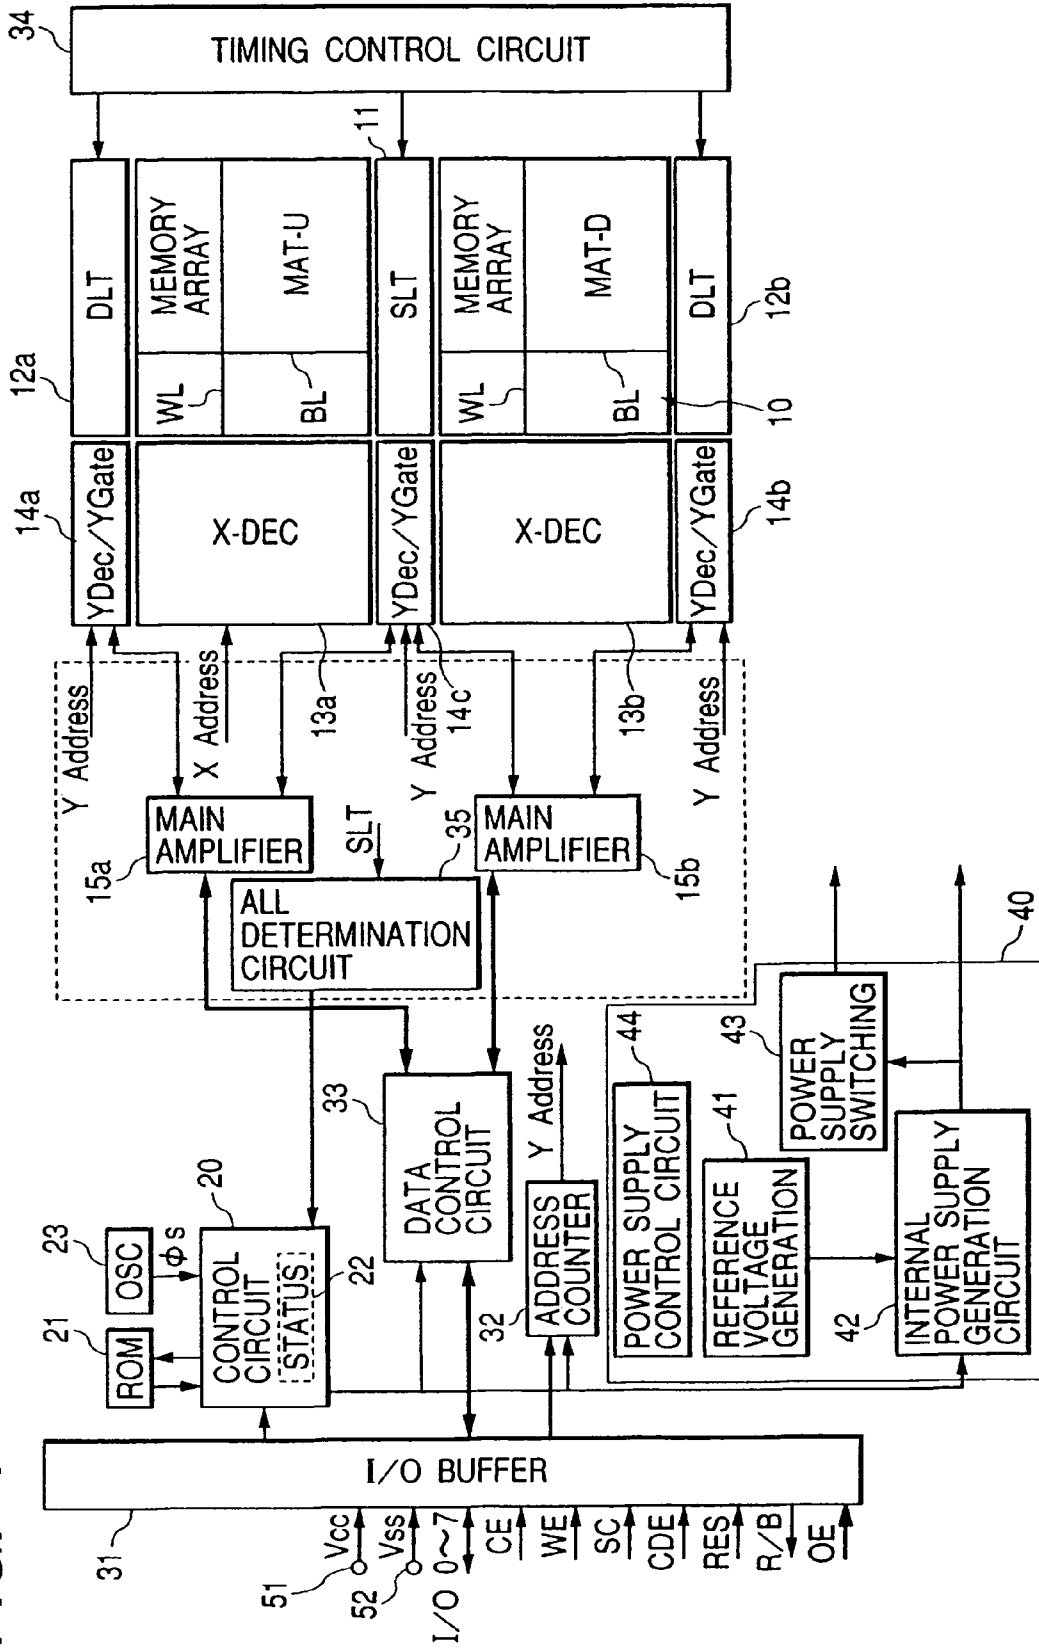 34
TIMING CONTROL CIRCUIT
12a
DLT
MEMORY
ARRAY
MAT-U
WL
BL
11
SLT
MEMORY
ARRAY
MAT-D
WL
BL
10
DLT
12b
14a
YDec/YGate
X-DEC
YDec/YGate
X-DEC
YDec/YGate
14b
Y Address
X Address
13a
Y Address
14c
13b
Y Address
15a
MAIN
AMPLIFIER
SLT
35
MAIN
AMPLIFIER
15b
ALL
DETERMINATION
CIRCUIT
23
OSC
ϕs
21
ROM
20
CONTROL
CIRCUIT
STATUS
22
33
DATA
CONTROL
CIRCUIT
Y Address
32
ADDRESS
COUNTER
44
POWER SUPPLY
CONTROL CIRCUIT
41
REFERENCE
VOLTAGE
GENERATION
43
POWER
SUPPLY
SWITCHING
40
42
INTERNAL
POWER SUPPLY
GENERATION
CIRCUIT
31
I/O BUFFER
51
Vcc
52
Vss
I/O 0~7
CE
WE
SC
CDE
RES
R/B
OE